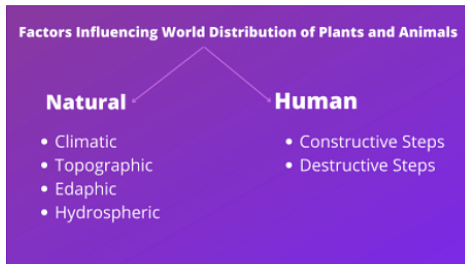 Factors Influencing World Distribution of Plants and Animals
Natural
• Climatic
• Topographic
• Edaphic
• Hydrospheric
Human
• Constructive Steps
• Destructive Steps